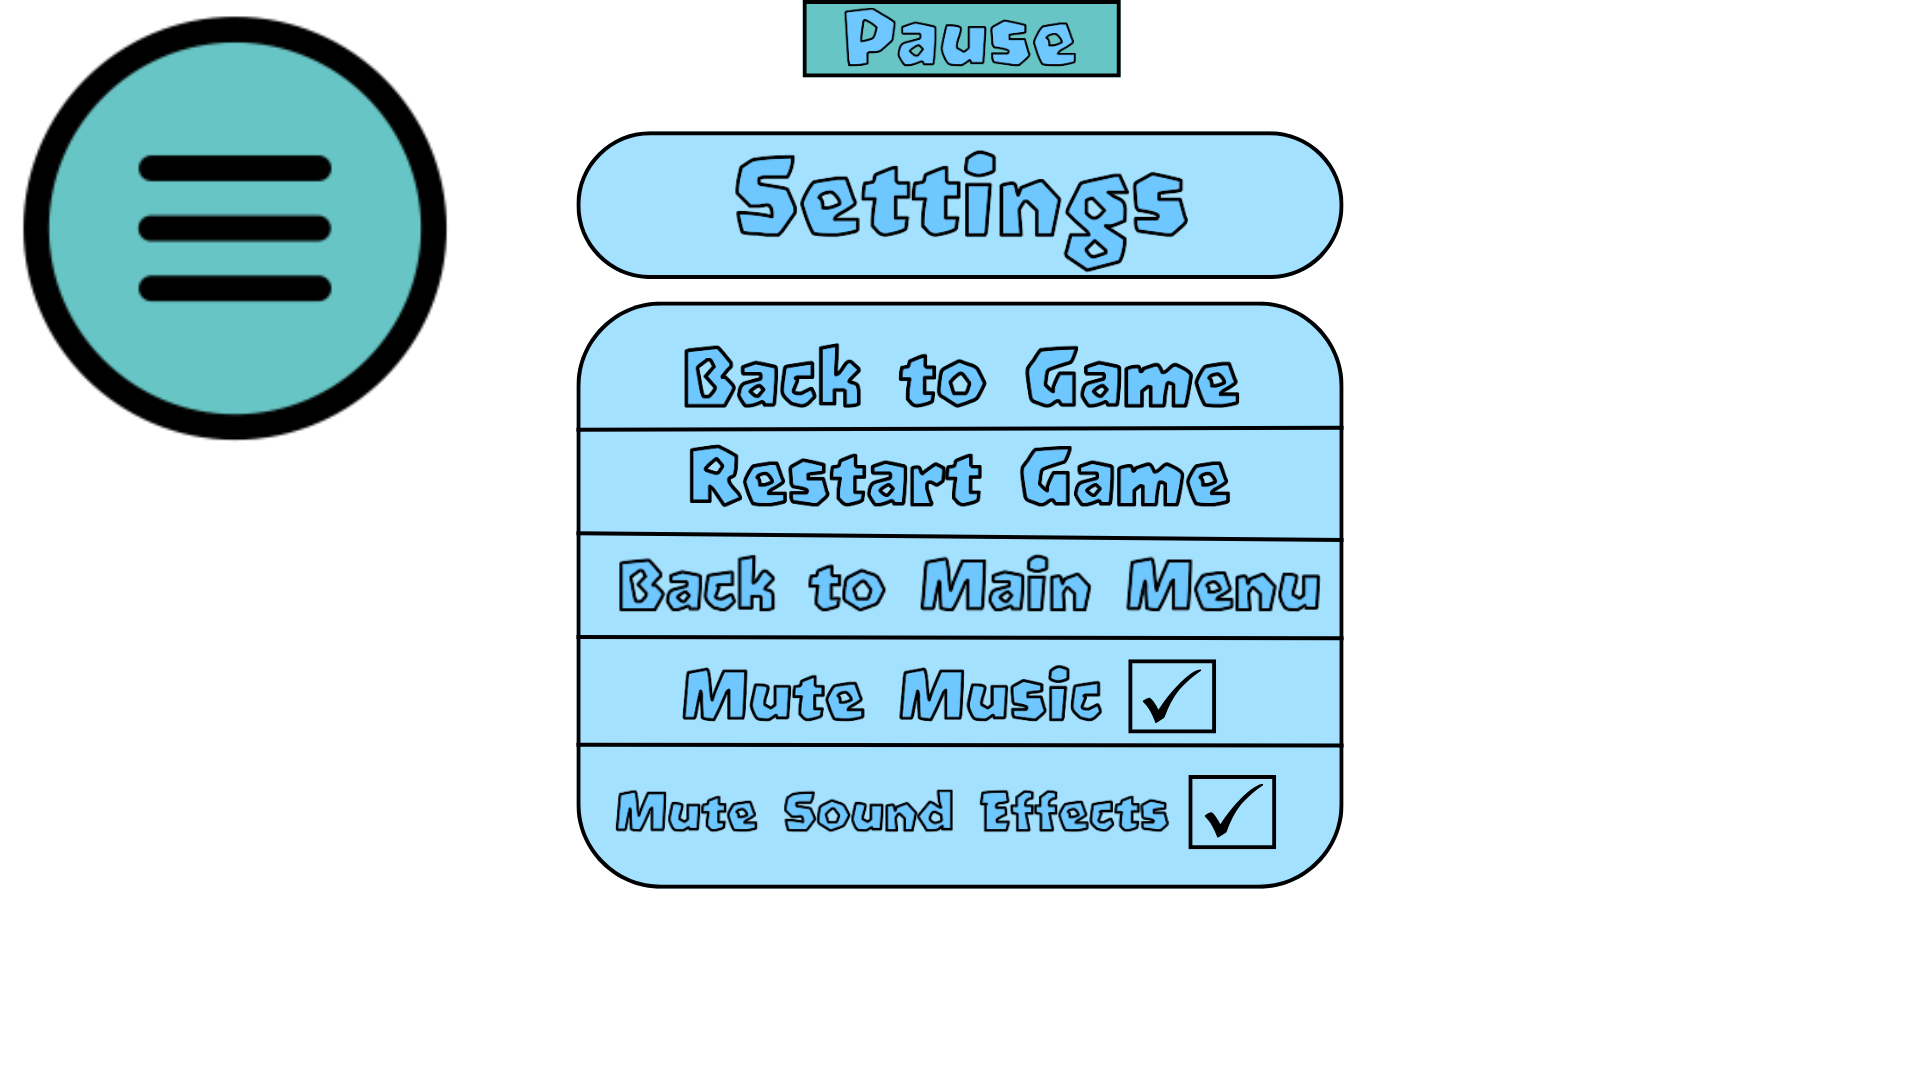 Pause
Settings
Back to Game
Restart Game
Back to Main Menu
Mute Music
Mute Sound Effects